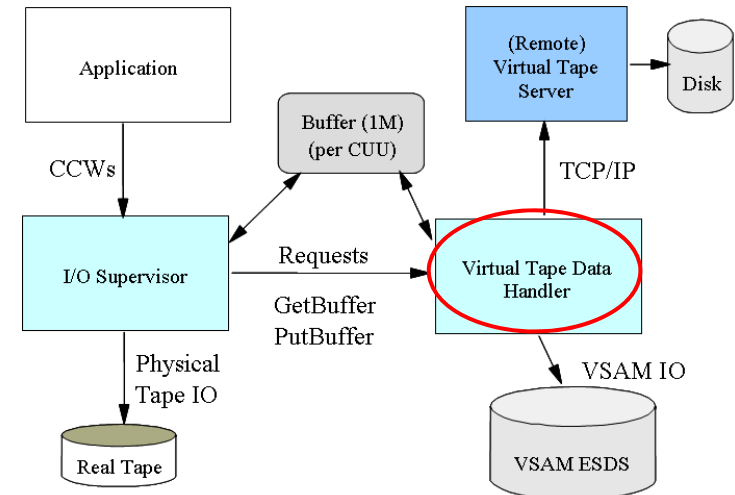 Application
(Remote)
Virtual Tape
Server
Disk
Buffer (1M)
(per CUU)
CCWs
TCP/IP
I/O Supervisor
Requests
GetBuffer
PutBuffer
Virtual Tape Data
Handler
Physical
Tape IO
VSAM IO
Real Tape
VSAM ESDS